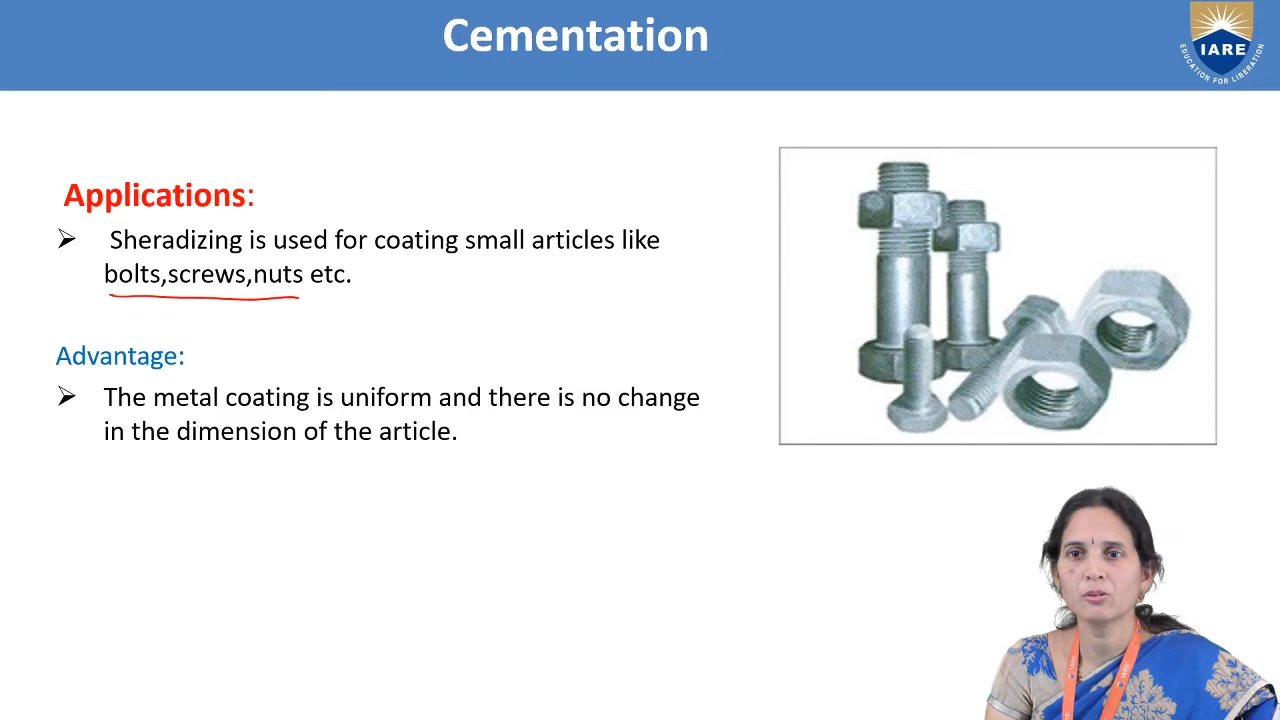 Cementation
IARE
EDUCATION FOR LIBERATION
Applications:
➢ Sheradizing is used for coating small articles like
bolts,screws,nuts etc.
Advantage:
➢ The metal coating is uniform and there is no change
in the dimension of the article.
IARE